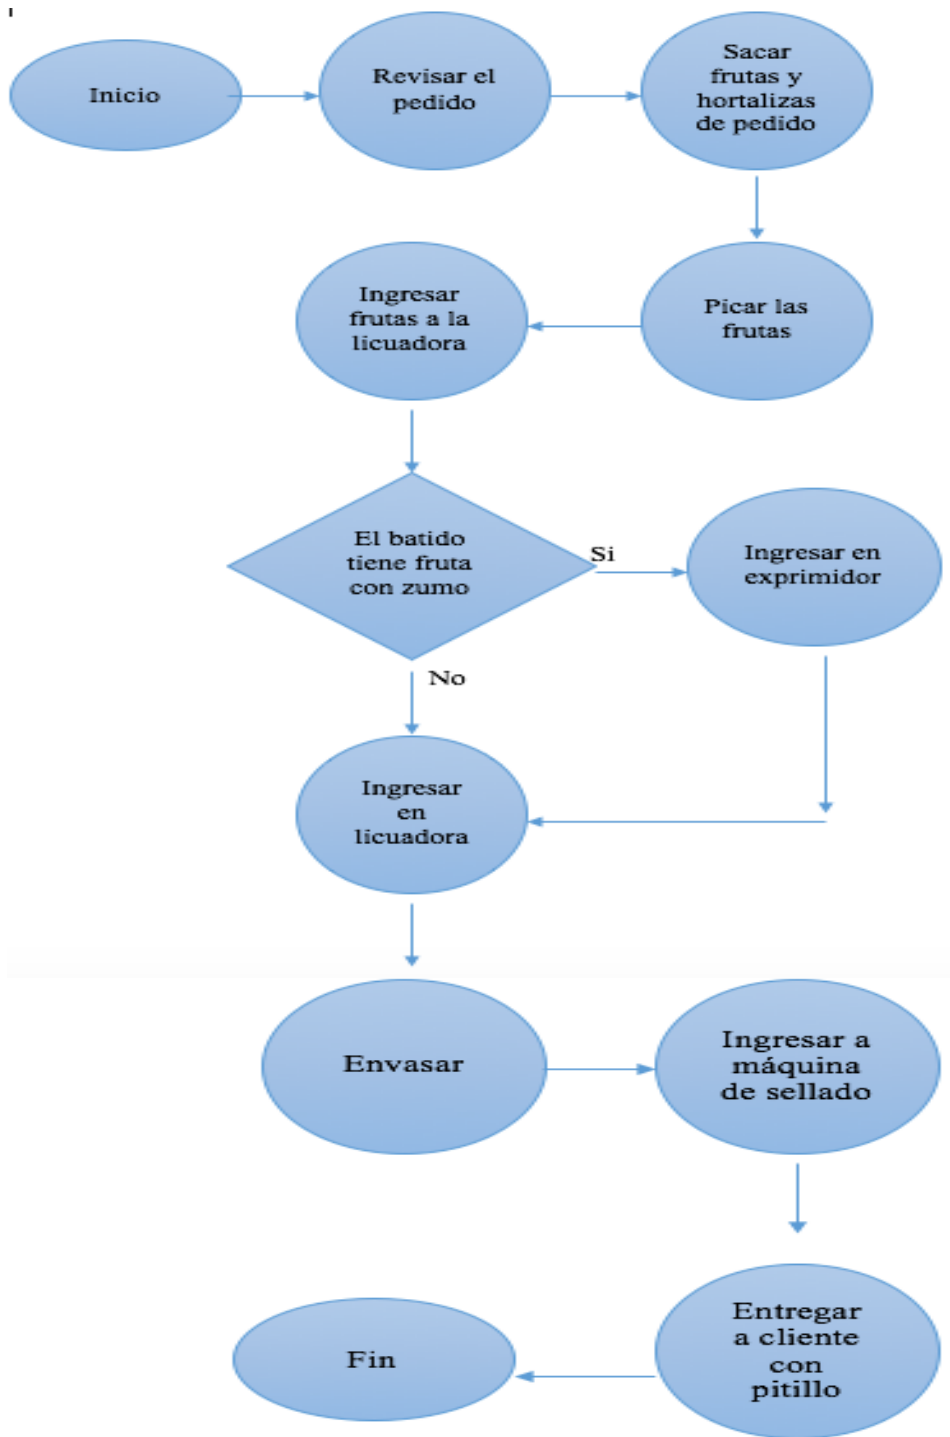 Inicio
Revisar el
pedido
Sacar
frutas y
hortalizas
de pedido
Picar las
frutas
Ingresar
frutas a la
licuadora
El batido
tiene fruta
con zumo
Si
Ingresar en
exprimidor
No
Ingresar
en
licuadora
Envasar
Ingresar a
máquina
de sellado
Entregar
a cliente
con
pitillo
Fin